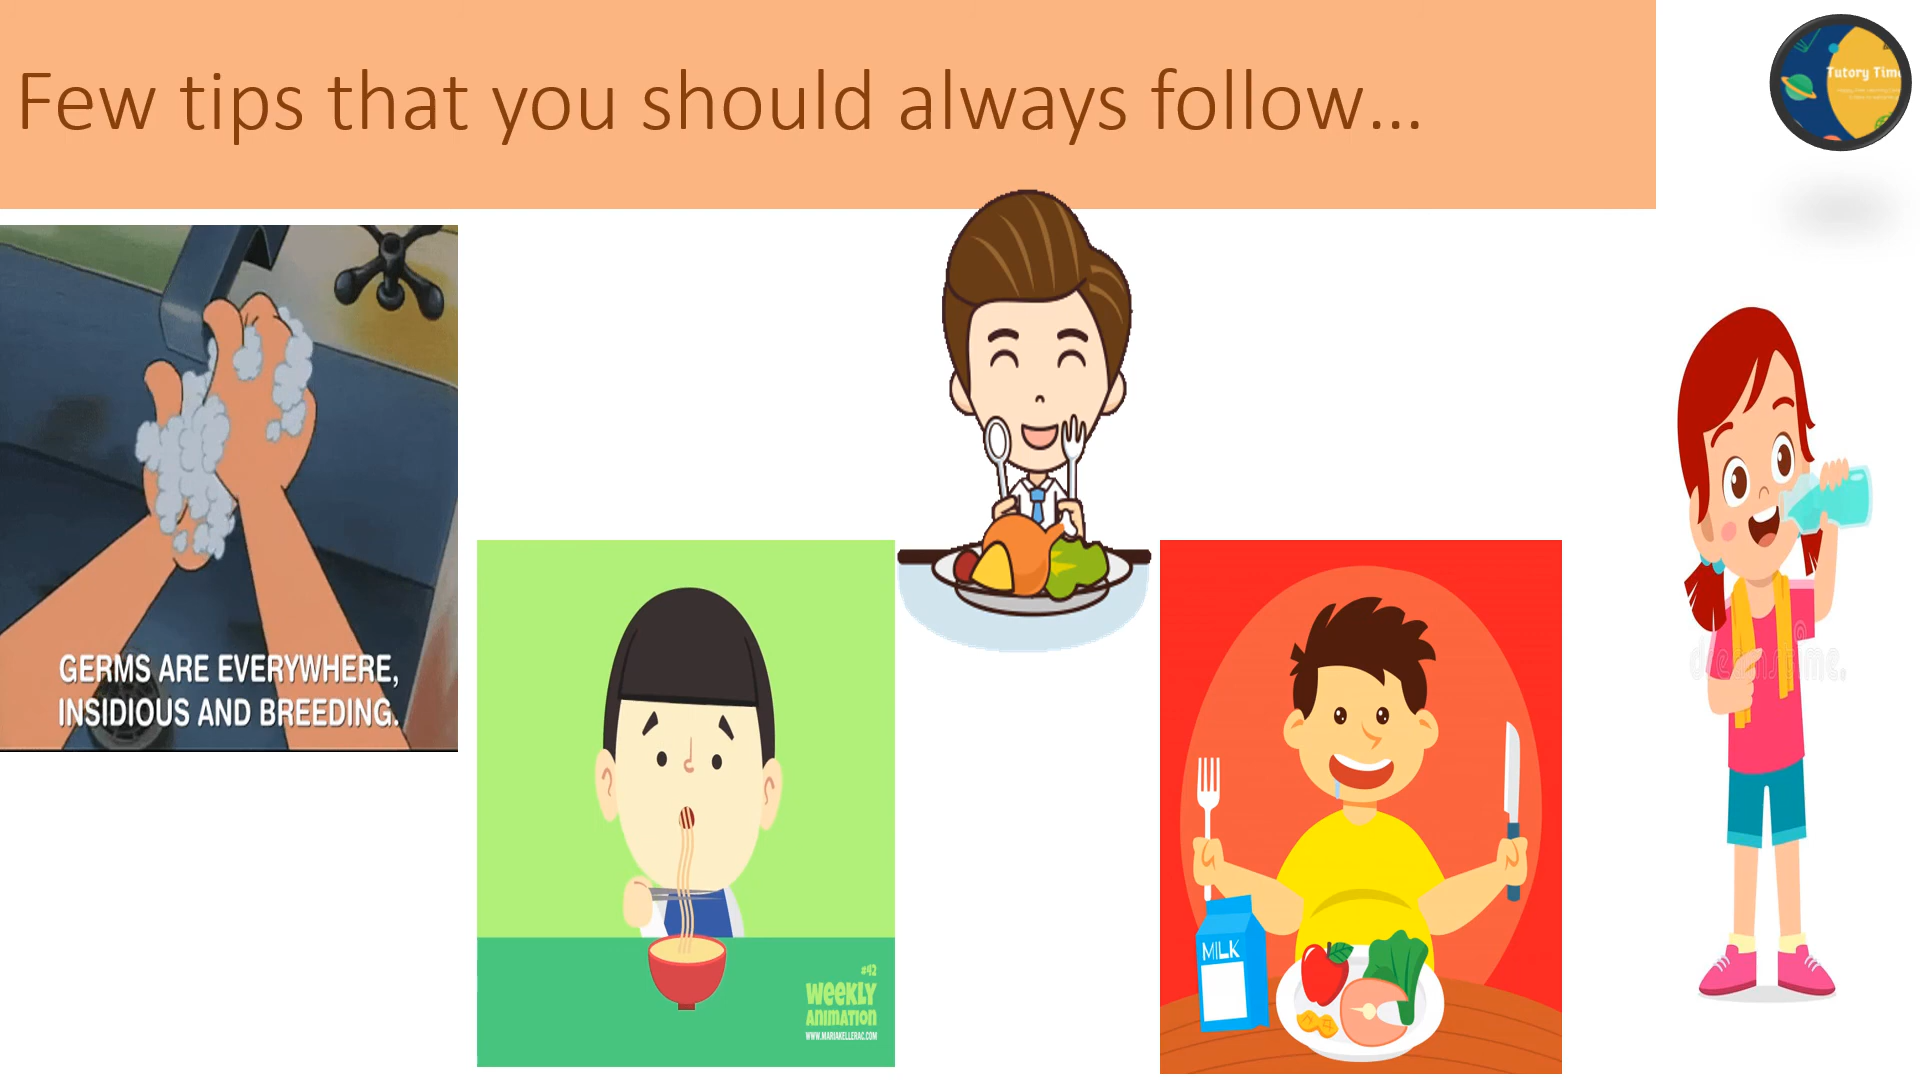 Few tips that you should always follow...
Tutory Time
GERMS ARE EVERYWHERE,
INSIDIOUS AND BREEDING.
dreamstime.
#42
WEEKLY
ANIMATION
WWW.MARIAKELLERAC.COM
MILK